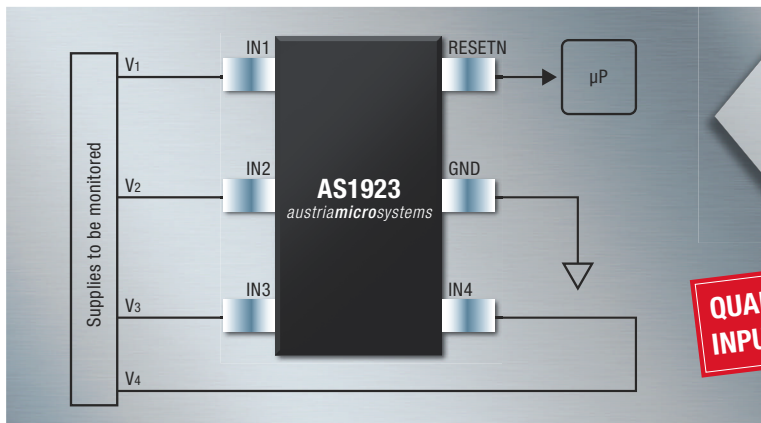 IN1
RESETN
V1
µP
IN2
GND
V2
AS1923
austriamicrosystems
Supplies to be monitored
IN3
IN4
V3
V4